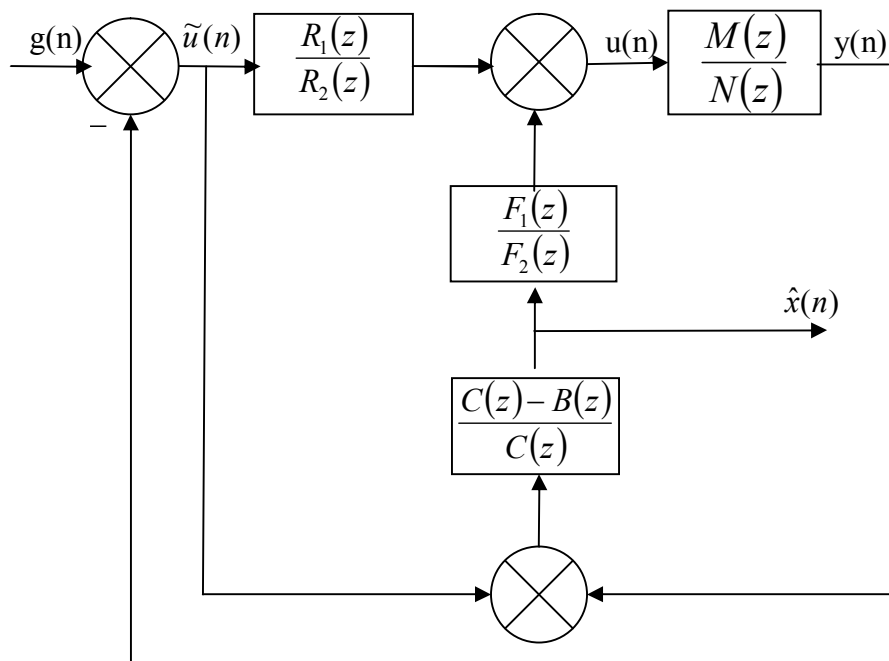 g(n)
ũ(n)
R₁(z)
R₂(z)
u(n)
M(z)
N(z)
y(n)
−
F₁(z)
F₂(z)
x̂(n)
C(z) − B(z)
C(z)